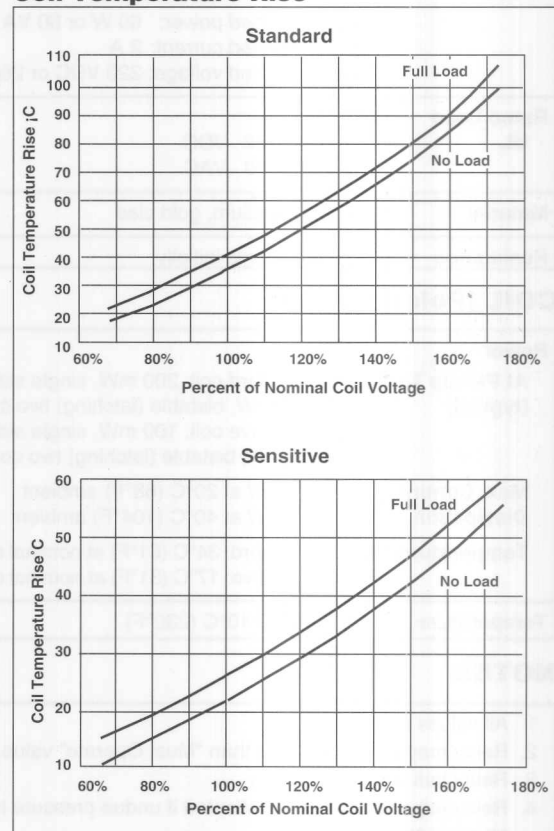 Standard
Coil Temperature Rise ¡C
110
100
90
80
70
60
50
40
30
20
10
Full Load
No Load
60% 80% 100% 120% 140% 160% 180%
Percent of Nominal Coil Voltage
Sensitive
Coil Temperature Rise°C
60
50
40
30
20
10
Full Load
No Load
60% 80% 100% 120% 140% 160% 180%
Percent of Nominal Coil Voltage